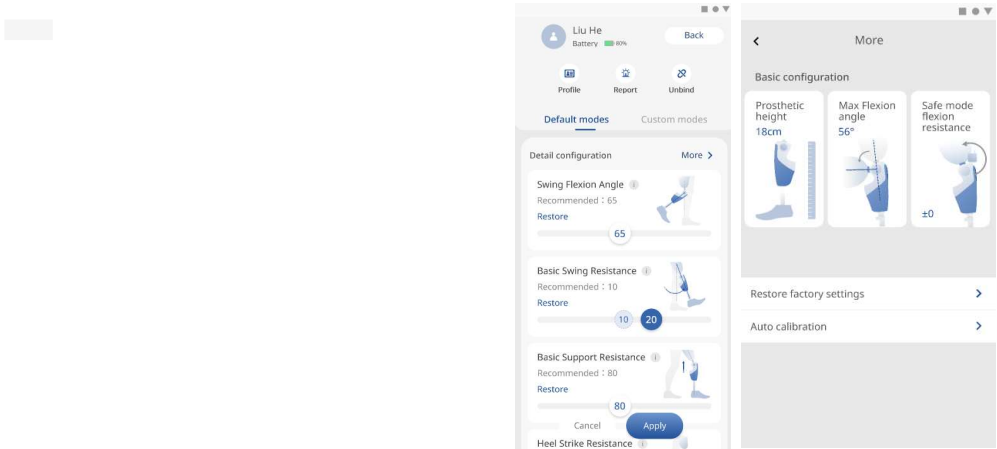 Liu He
Battery 80%
Back
Profile
Report
Unbind
Default modes
Custom modes
Detail configuration
More >
Swing Flexion Angle i
Recommended：65
Restore
65
Basic Swing Resistance i
Recommended：10
Restore
10
20
Basic Support Resistance i
Recommended：80
Restore
80
Cancel
Apply
Heel Strike Resistance i
More
Basic configuration
Prosthetic
height
18cm
Max Flexion
angle
56°
Safe mode
flexion
resistance
±0
Restore factory settings
Auto calibration